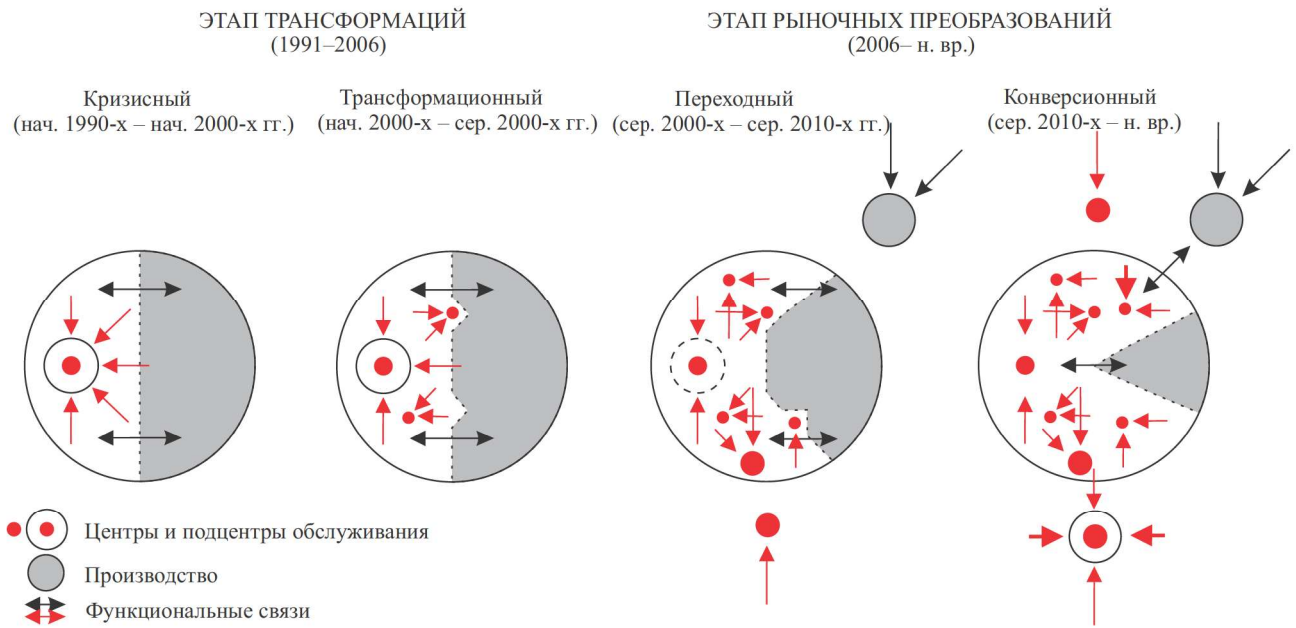 ЭТАП ТРАНСФОРМАЦИЙ
(1991–2006)
ЭТАП РЫНОЧНЫХ ПРЕОБРАЗОВАНИЙ
(2006– н. вр.)
Кризисный
(нач. 1990-х – нач. 2000-х гг.)
Трансформационный
(нач. 2000-х – сер. 2000-х гг.)
Переходный
(сер. 2000-х – сер. 2010-х гг.)
Конверсионный
(сер. 2010-х – н. вр.)
Центры и подцентры обслуживания
Производство
Функциональные связи